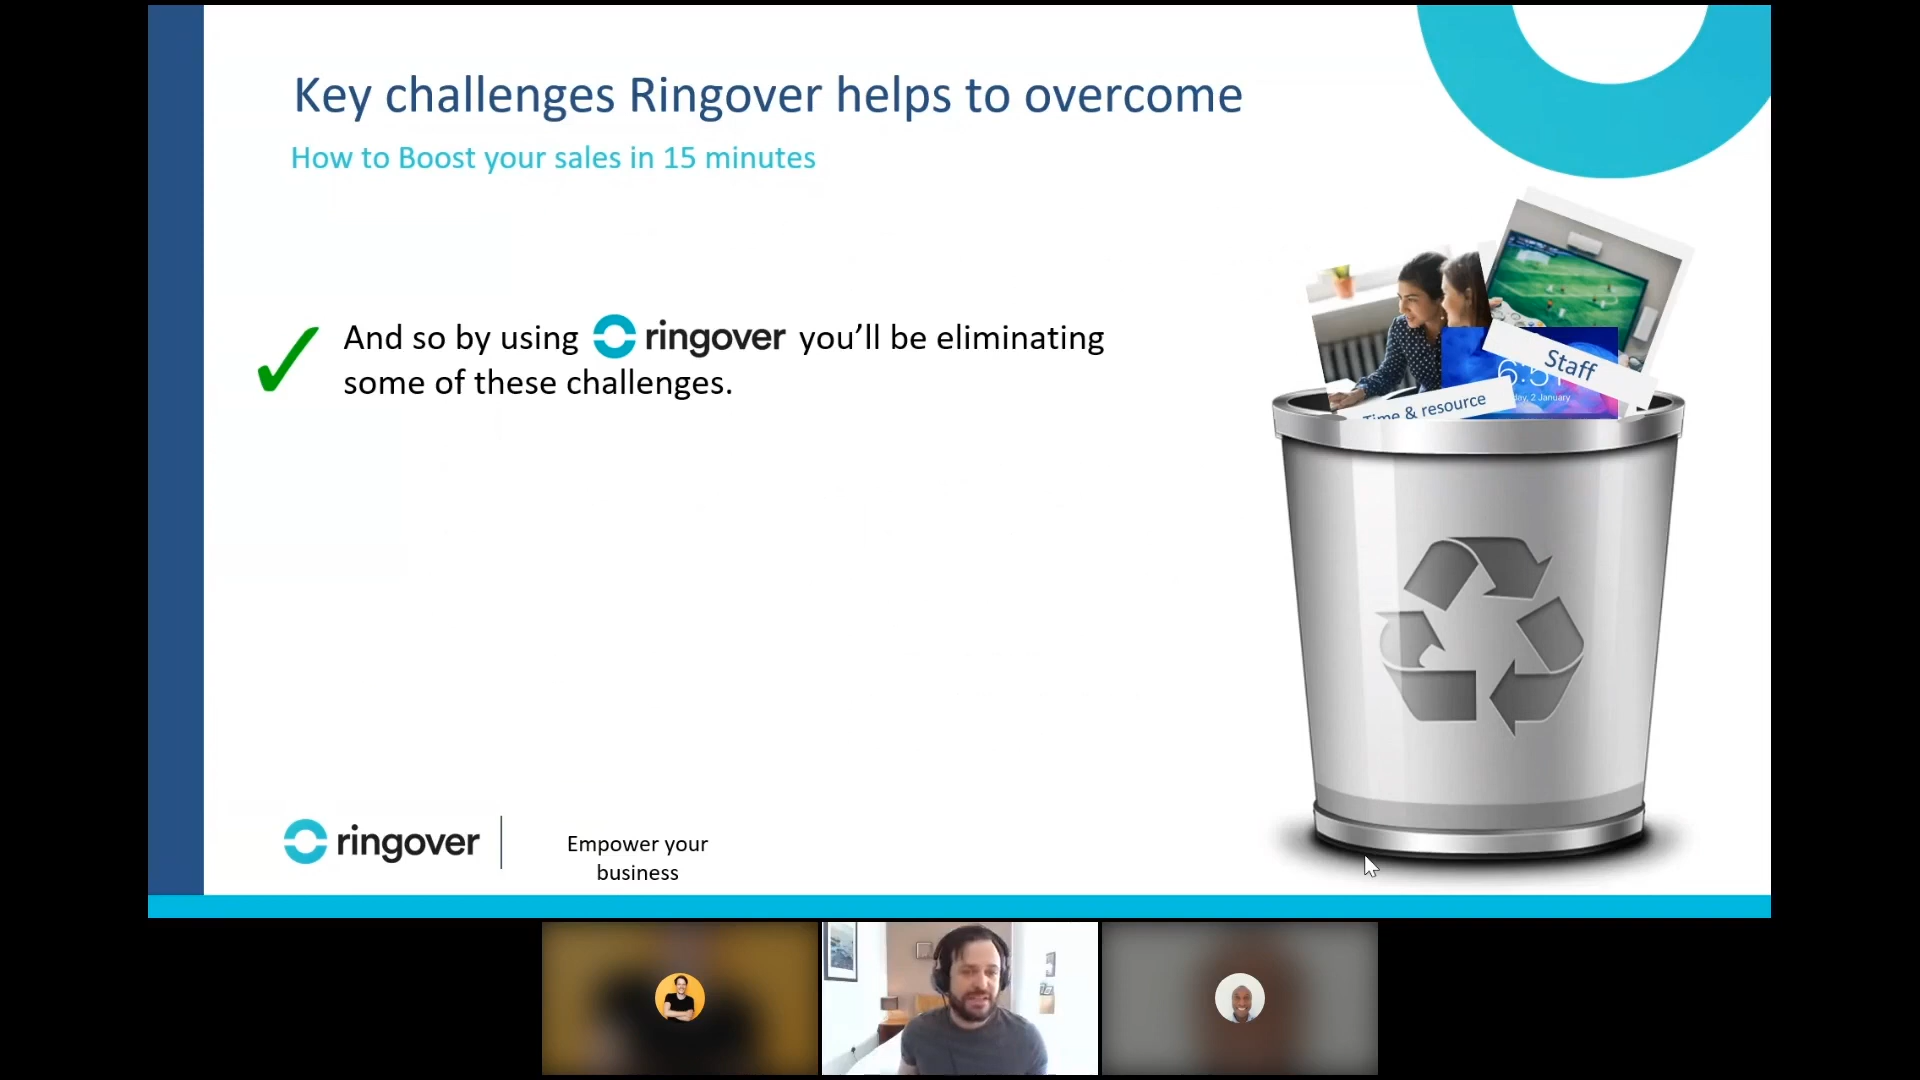 Key challenges Ringover helps to overcome
How to Boost your sales in 15 minutes
And so by using ringover you’ll be eliminating
some of these challenges.
Staff
Time & resource
ringover
Empower your
business